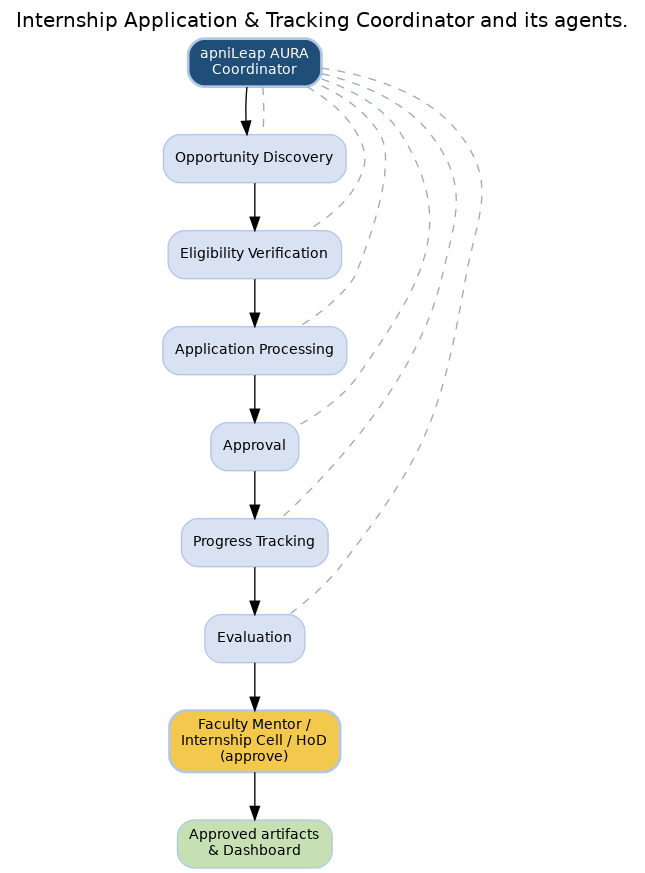 Internship Application & Tracking Coordinator and its agents.
apniLeap AURA
Coordinator
Opportunity Discovery
Eligibility Verification
Application Processing
Approval
Progress Tracking
Evaluation
Faculty Mentor /
Internship Cell / HoD
(approve)
Approved artifacts
& Dashboard